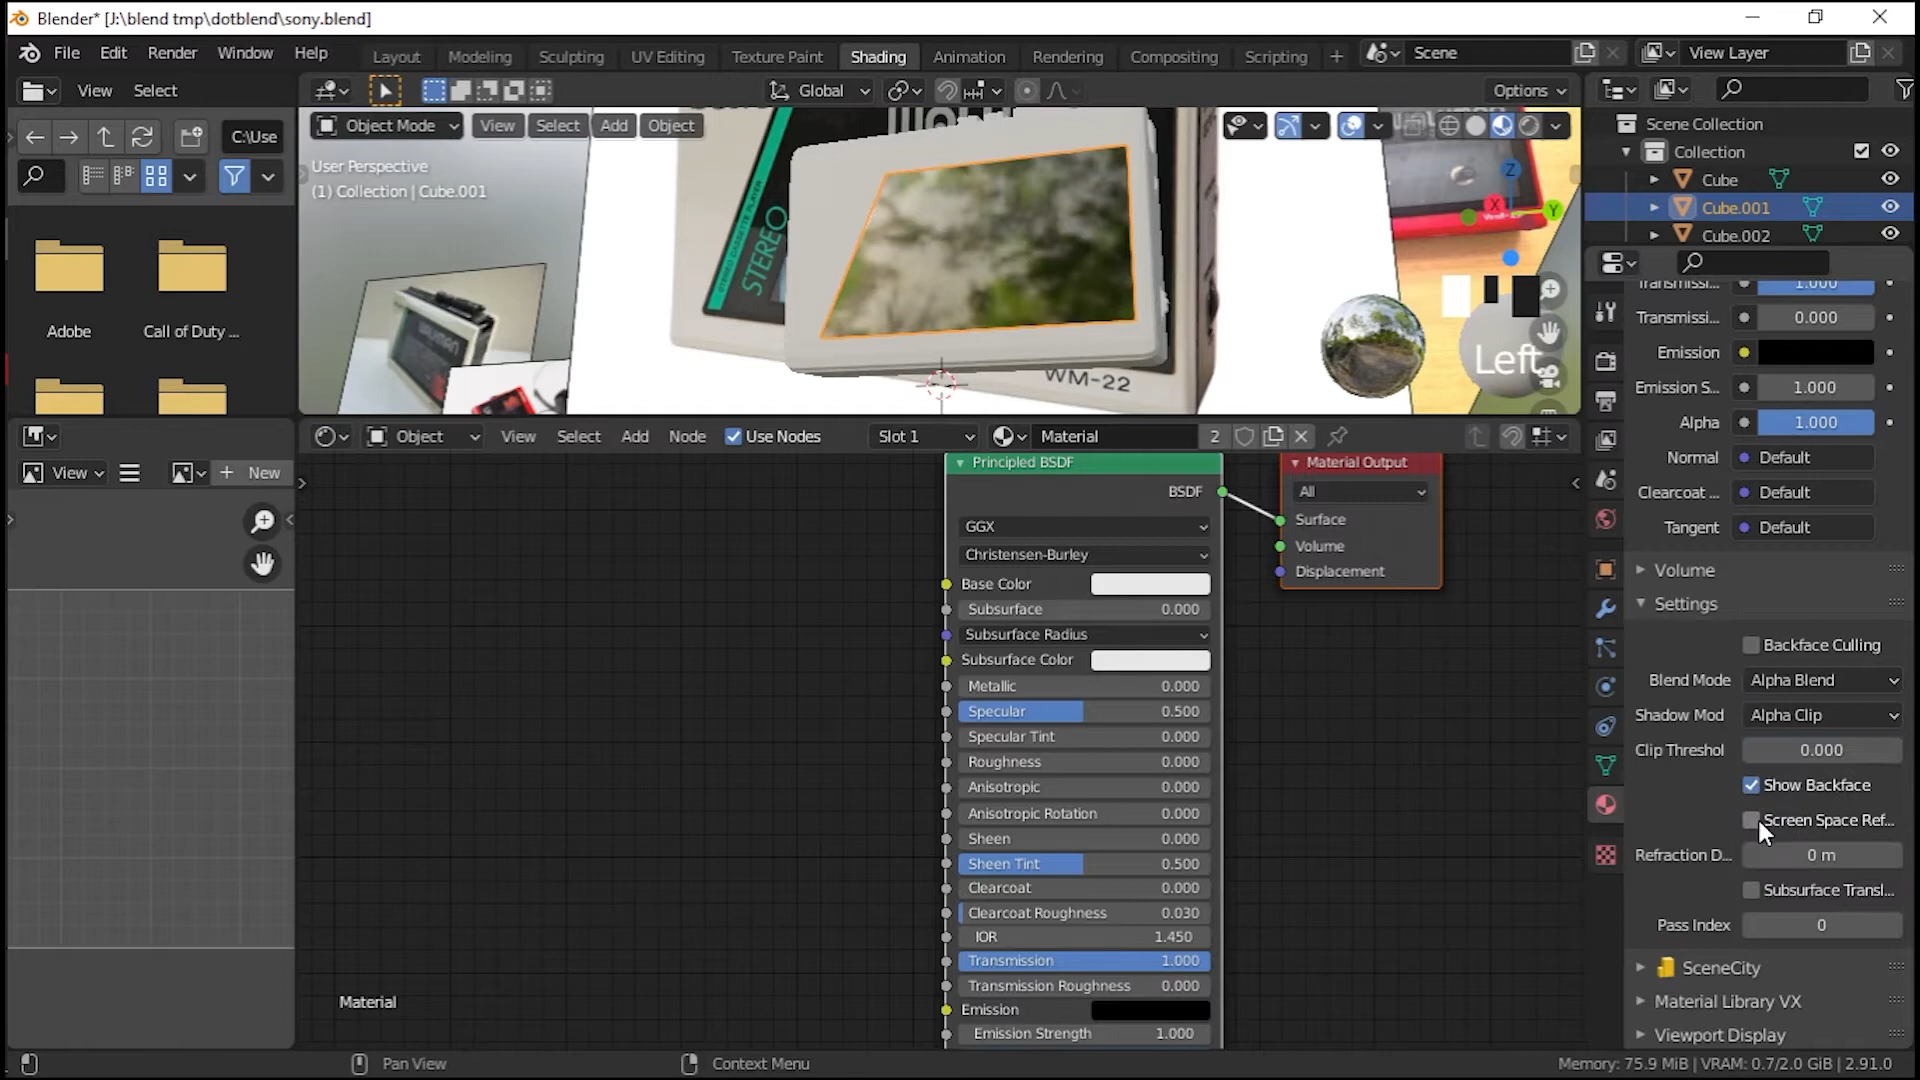 Blender* [J:\blend tmp\dotblend\sony.blend]
File Edit Render Window Help
Layout Modeling Sculpting UV Editing Texture Paint Shading Animation Rendering Compositing Scripting +
Scene
View Layer
View Select
Global
Options
C:\Use
Adobe
Call of Duty ...
Object Mode View Select Add Object
User Perspective
(1) Collection | Cube.001
STEREO CASSETTE PLAYER
STEREO
WALKMAN
WM-22
Z
X
Y
Left
Scene Collection
Collection
Cube
Cube.001
Cube.002
Transmissi... 1.000
Transmissi... 0.000
Emission
Emission S... 1.000
Alpha 1.000
Normal Default
Clearcoat ... Default
Tangent Default
Volume
Settings
Backface Culling
Blend Mode Alpha Blend
Shadow Mod Alpha Clip
Clip Threshol 0.000
Show Backface
Screen Space Ref...
Refraction D... 0 m
Subsurface Transl...
Pass Index 0
SceneCity
Material Library VX
Viewport Display
View
+ New
Object View Select Add Node Use Nodes Slot 1 Material 2
Principled BSDF
BSDF
GGX
Christensen-Burley
Base Color
Subsurface 0.000
Subsurface Radius
Subsurface Color
Metallic 0.000
Specular 0.500
Specular Tint 0.000
Roughness 0.000
Anisotropic 0.000
Anisotropic Rotation 0.000
Sheen 0.000
Sheen Tint 0.500
Clearcoat 0.000
Clearcoat Roughness 0.030
IOR 1.450
Transmission 1.000
Transmission Roughness 0.000
Emission
Emission Strength 1.000
Material Output
All
Surface
Volume
Displacement
Material
Pan View
Context Menu
Memory: 75.9 MiB | VRAM: 0.7/2.0 GiB | 2.91.0